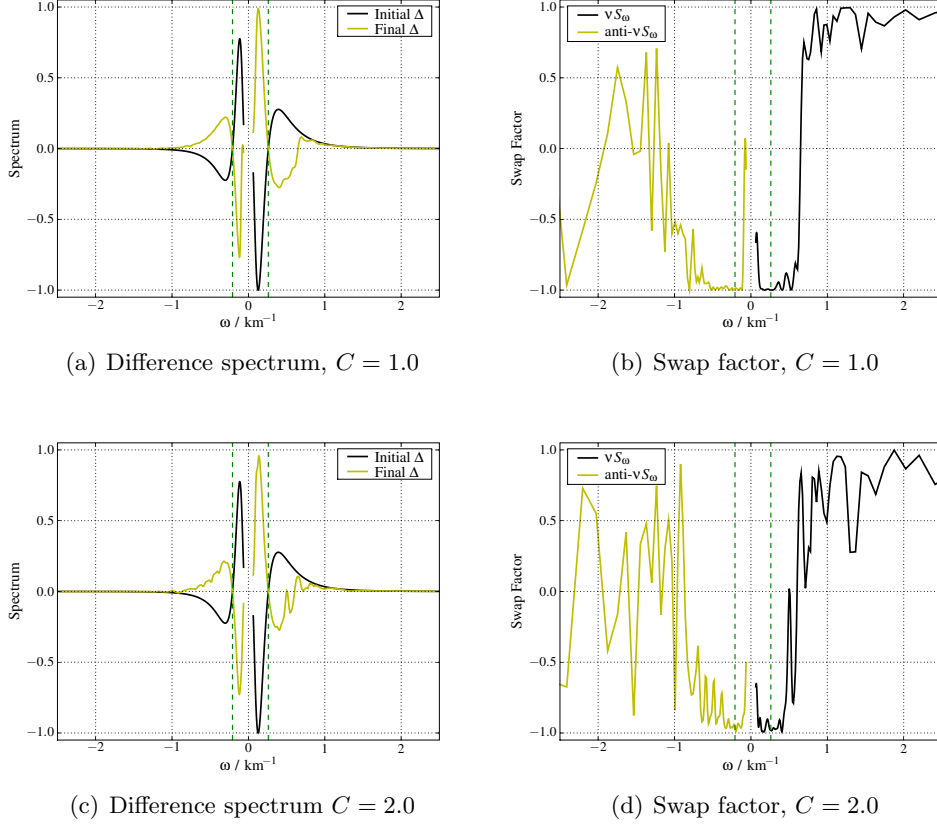 1.0
0.5
0.0
−0.5
−1.0
Spectrum
Initial Δ
Final Δ
−2 −1 0 1 2
ω / km⁻¹
(a) Difference spectrum, C = 1.0
1.0
0.5
0.0
−0.5
−1.0
Swap Factor
νSω
anti-νSω
−2 −1 0 1 2
ω / km⁻¹
(b) Swap factor, C = 1.0
1.0
0.5
0.0
−0.5
−1.0
Spectrum
Initial Δ
Final Δ
−2 −1 0 1 2
ω / km⁻¹
(c) Difference spectrum C = 2.0
1.0
0.5
0.0
−0.5
−1.0
Swap Factor
νSω
anti-νSω
−2 −1 0 1 2
ω / km⁻¹
(d) Swap factor, C = 2.0